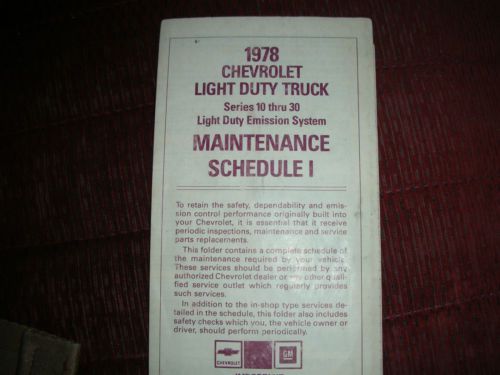 1978
CHEVROLET
LIGHT DUTY TRUCK
Series 10 thru 30
Light Duty Emission System
MAINTENANCE
SCHEDULE I
To retain the safety, dependability and emis-
sion control performance originally built into
your Chevrolet, it is essential that it receive
periodic inspections, maintenance and service
parts replacements.
This folder contains a complete schedule of
the maintenance required by your vehicle.
These services should be performed by any
authorized Chevrolet dealer or any other quali-
fied service outlet which regularly provides
such services.
In addition to the in-shop type services de-
tailed in the schedule, this folder also includes
safety checks which you, the vehicle owner or
driver, should perform periodically.
CHEVROLET
GM